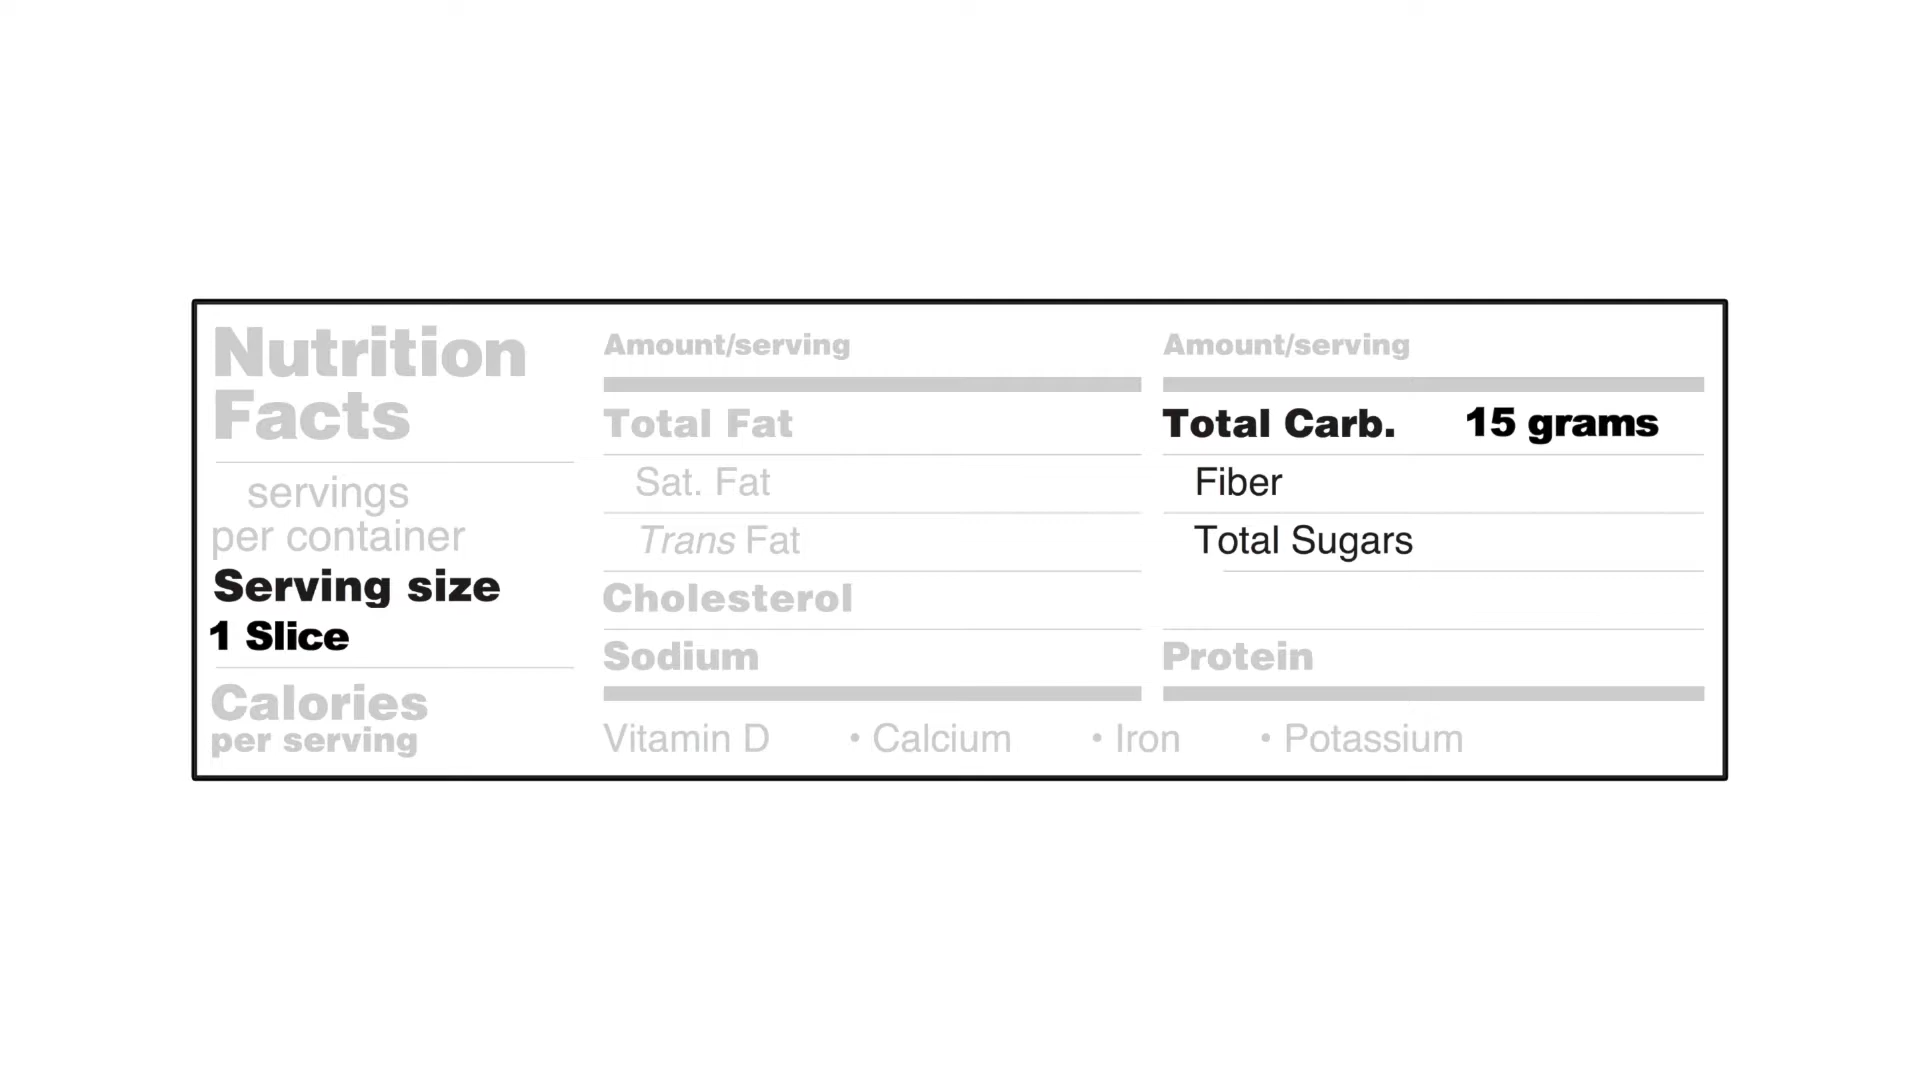 Nutrition
Facts
servings
per container
Serving size
1 Slice
Calories
per serving
Amount/serving
Total Fat
Sat. Fat
Trans Fat
Cholesterol
Sodium
Amount/serving
Total Carb. 15 grams
Fiber
Total Sugars
Protein
Vitamin D • Calcium • Iron • Potassium